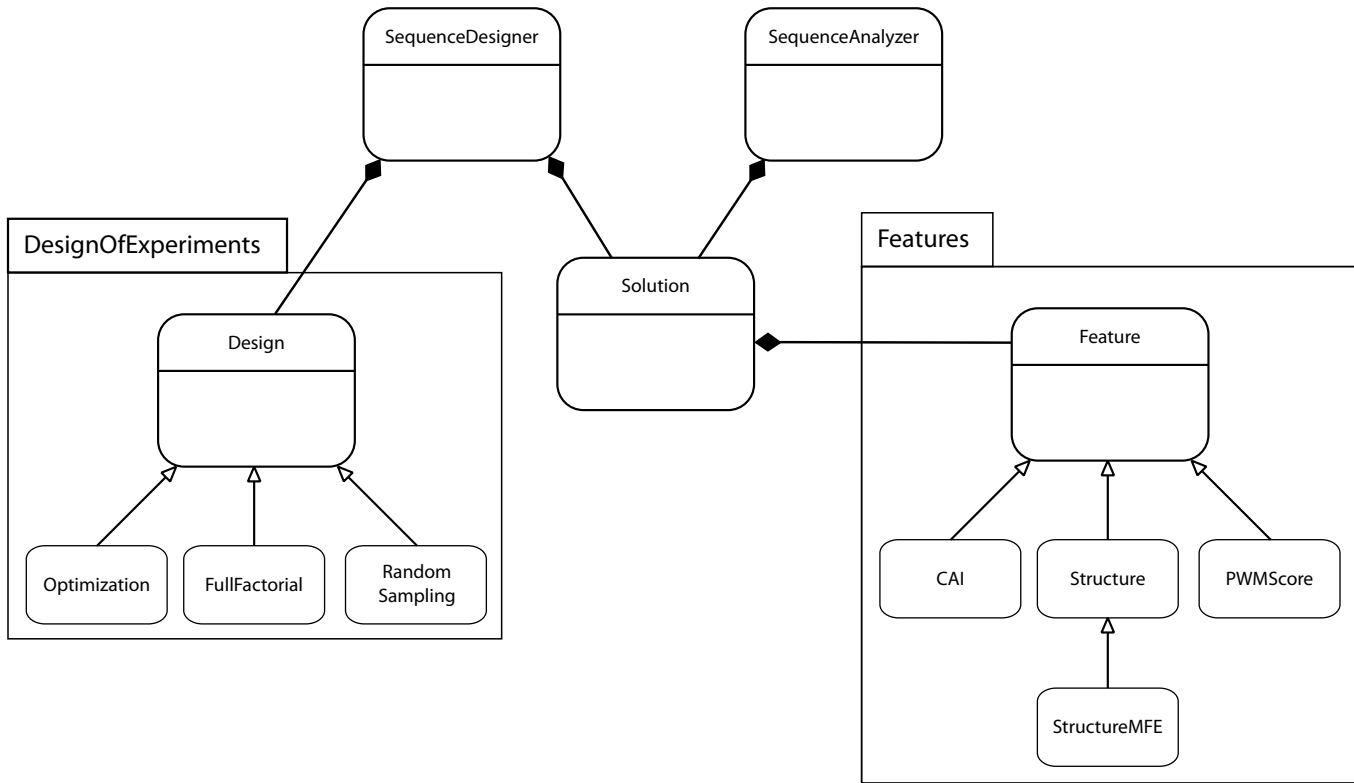 SequenceDesigner
SequenceAnalyzer
DesignOfExperiments
Features
Solution
Design
Feature
Optimization
FullFactorial
Random
Sampling
CAI
Structure
PWMScore
StructureMFE